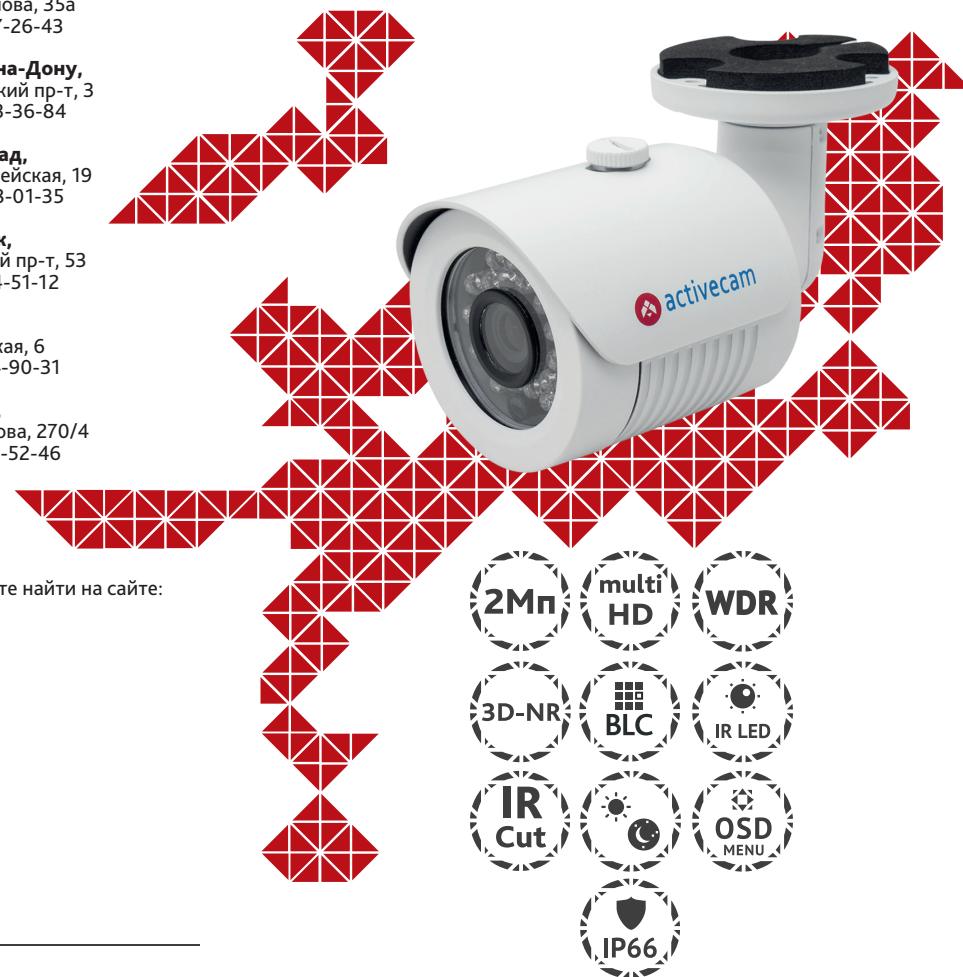 ова, 35а
7-26-43
на-Дону,
кий пр-т, 3
3-36-84
ад,
ейская, 19
3-01-35
к,
й пр-т, 53
4-51-12
кая, 6
-90-31
ова, 270/4
-52-46
те найти на сайте:
activecam
2Мп
multi
HD
WDR
3D-NR
BLC
IR LED
IR
Cut
OSD
MENU
IP66